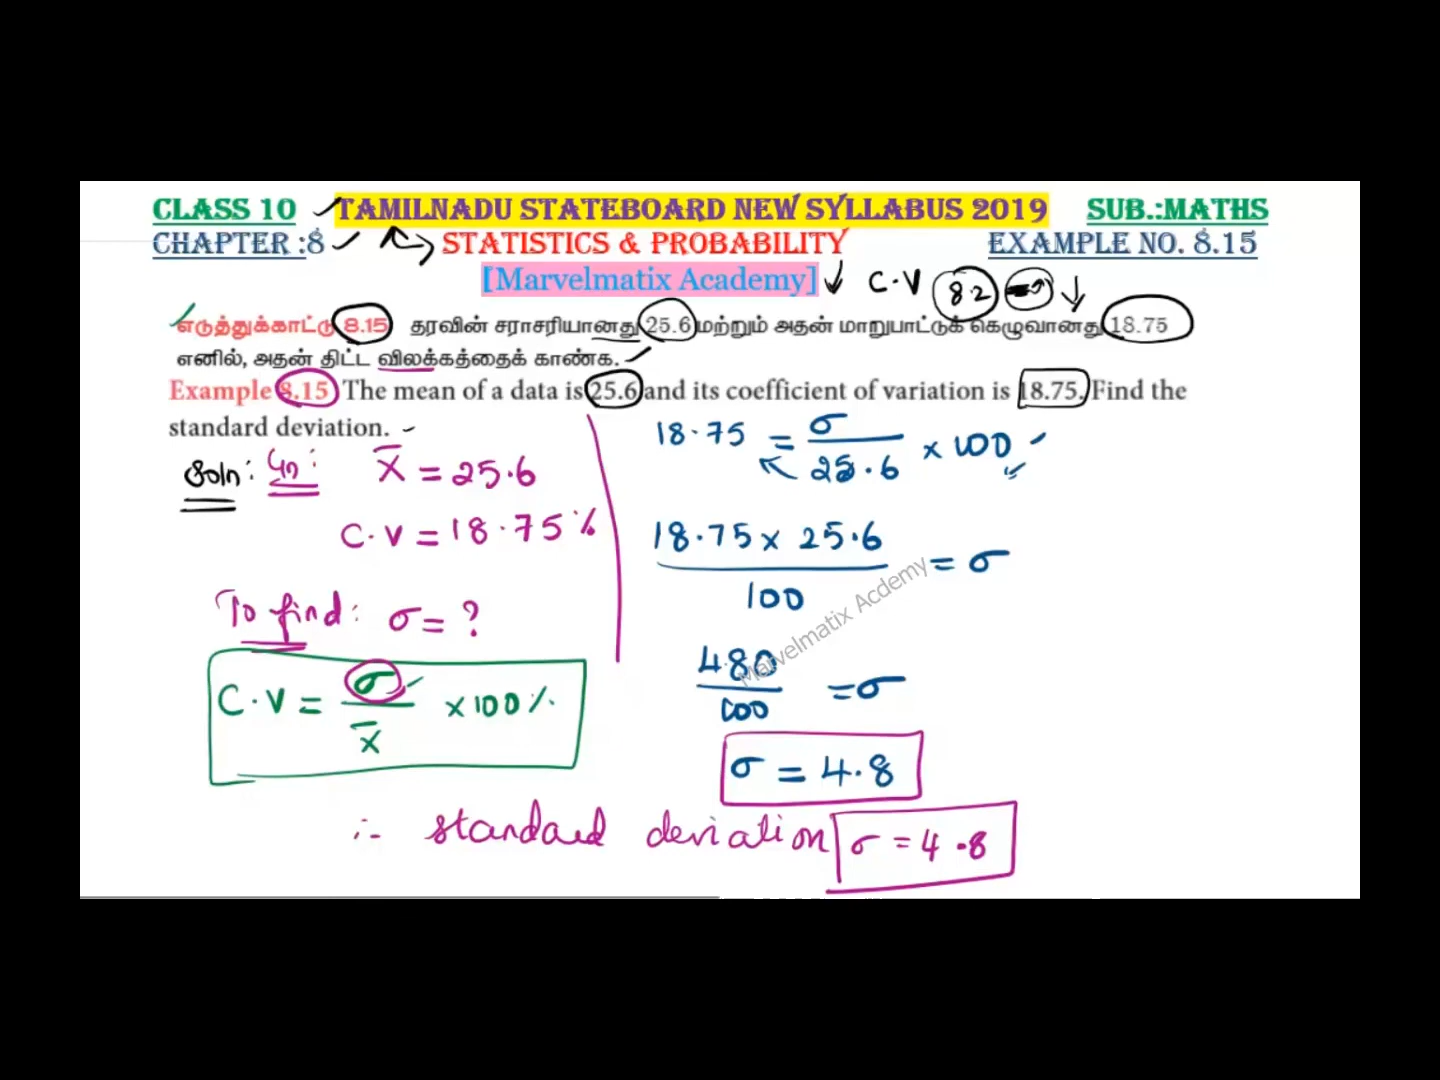 CLASS 10 TAMILNADU STATEBOARD NEW SYLLABUS 2019 SUB.:MATHS
CHAPTER :8 STATISTICS & PROBABILITY EXAMPLE NO. 8.15
[Marvelmatix Academy] C.V 8.2
எடுத்துக்காட்டு 8.15 தரவின் சராசரியானது 25.6 மற்றும் அதன் மாறுபாட்டுக் கெழுவானது 18.75
எனில், அதன் திட்ட விலக்கத்தைக் காண்க.
Example 8.15 The mean of a data is 25.6 and its coefficient of variation is 18.75. Find the
standard deviation.
Soln: x̄ = 25.6
C.V = 18.75%
To find: σ = ?
C.V = σ/x̄ × 100%
18.75 = σ/25.6 × 100
18.75 × 25.6 / 100 = σ
480/100 = σ
σ = 4.8
∴ standard deviation σ = 4.8
Marvelmatix Acdemy